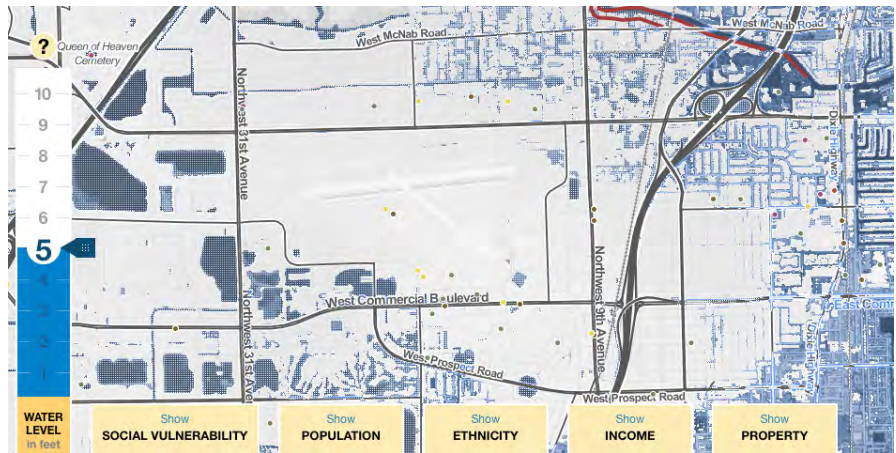 West McNab Road
West McNab Road
?
Queen of Heaven
Cemetery
10
9
8
7
6
5
4
3
2
1
Northwest 31st Avenue
Dixie Highway
Northwest 9th Avenue
West Commercial Boulevard
East Com
Northwest 31st Aven
Dixie Highway
West Prospect Road
West Prospect Road
WATER
LEVEL
in feet
Show
SOCIAL VULNERABILITY
Show
POPULATION
Show
ETHNICITY
Show
INCOME
Show
PROPERTY